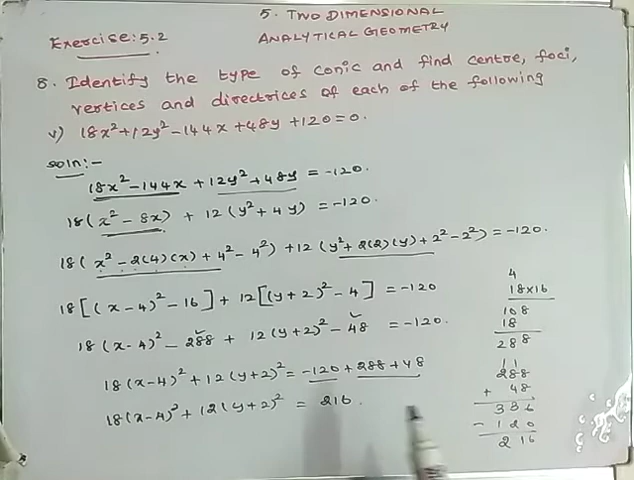 5. TWO DIMENSIONAL
ANALYTICAL GEOMETRY
Exercise: 5.2
8. Identify the type of conic and find centre, foci,
vertices and directrices of each of the following
v) 18x² + 12y² - 144x + 48y + 120 = 0.
soln:-
18x² - 144x + 12y² + 48y = -120.
18(x² - 8x) + 12(y² + 4y) = -120.
18(x² - 2(4)(x) + 4² - 4²) + 12(y² + 2(2)(y) + 2² - 2²) = -120.
18[(x-4)² - 16] + 12[(y+2)² - 4] = -120
18(x-4)² - 288 + 12(y+2)² - 48 = -120.
18(x-4)² + 12(y+2)² = -120 + 288 + 48
18(x-4)² + 12(y+2)² = 216.
4
18x16
108
18
288
11
288
+ 48
336
- 120
216